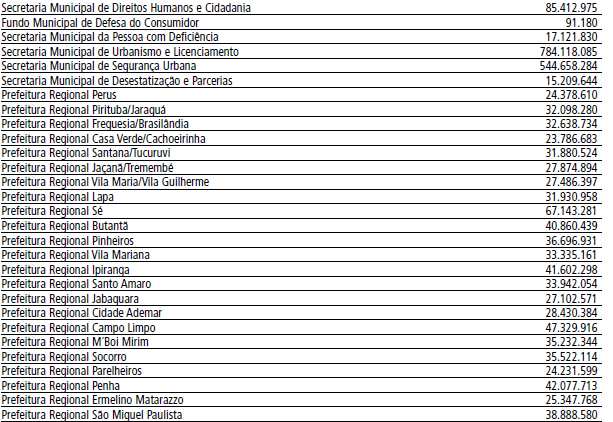 Secretaria Municipal de Direitos Humanos e Cidadania 85.412.975
Fundo Municipal de Defesa do Consumidor 91.180
Secretaria Municipal da Pessoa com Deficiência 17.121.830
Secretaria Municipal de Urbanismo e Licenciamento 784.118.085
Secretaria Municipal de Segurança Urbana 544.658.284
Secretaria Municipal de Desestatização e Parcerias 15.209.644
Prefeitura Regional Perus 24.378.610
Prefeitura Regional Pirituba/Jaraguá 32.098.280
Prefeitura Regional Freguesia/Brasilândia 32.638.734
Prefeitura Regional Casa Verde/Cachoeirinha 23.786.683
Prefeitura Regional Santana/Tucuruvi 31.880.524
Prefeitura Regional Jaçanã/Tremembé 27.874.894
Prefeitura Regional Vila Maria/Vila Guilherme 27.486.397
Prefeitura Regional Lapa 31.930.958
Prefeitura Regional Sé 67.143.281
Prefeitura Regional Butantã 40.860.439
Prefeitura Regional Pinheiros 36.696.931
Prefeitura Regional Vila Mariana 33.335.161
Prefeitura Regional Ipiranga 41.602.298
Prefeitura Regional Santo Amaro 33.942.054
Prefeitura Regional Jabaquara 27.102.571
Prefeitura Regional Cidade Ademar 28.430.384
Prefeitura Regional Campo Limpo 47.329.916
Prefeitura Regional M´Boi Mirim 35.232.344
Prefeitura Regional Socorro 35.522.114
Prefeitura Regional Parelheiros 24.231.599
Prefeitura Regional Penha 42.077.713
Prefeitura Regional Ermelino Matarazzo 25.347.768
Prefeitura Regional São Miguel Paulista 38.888.580